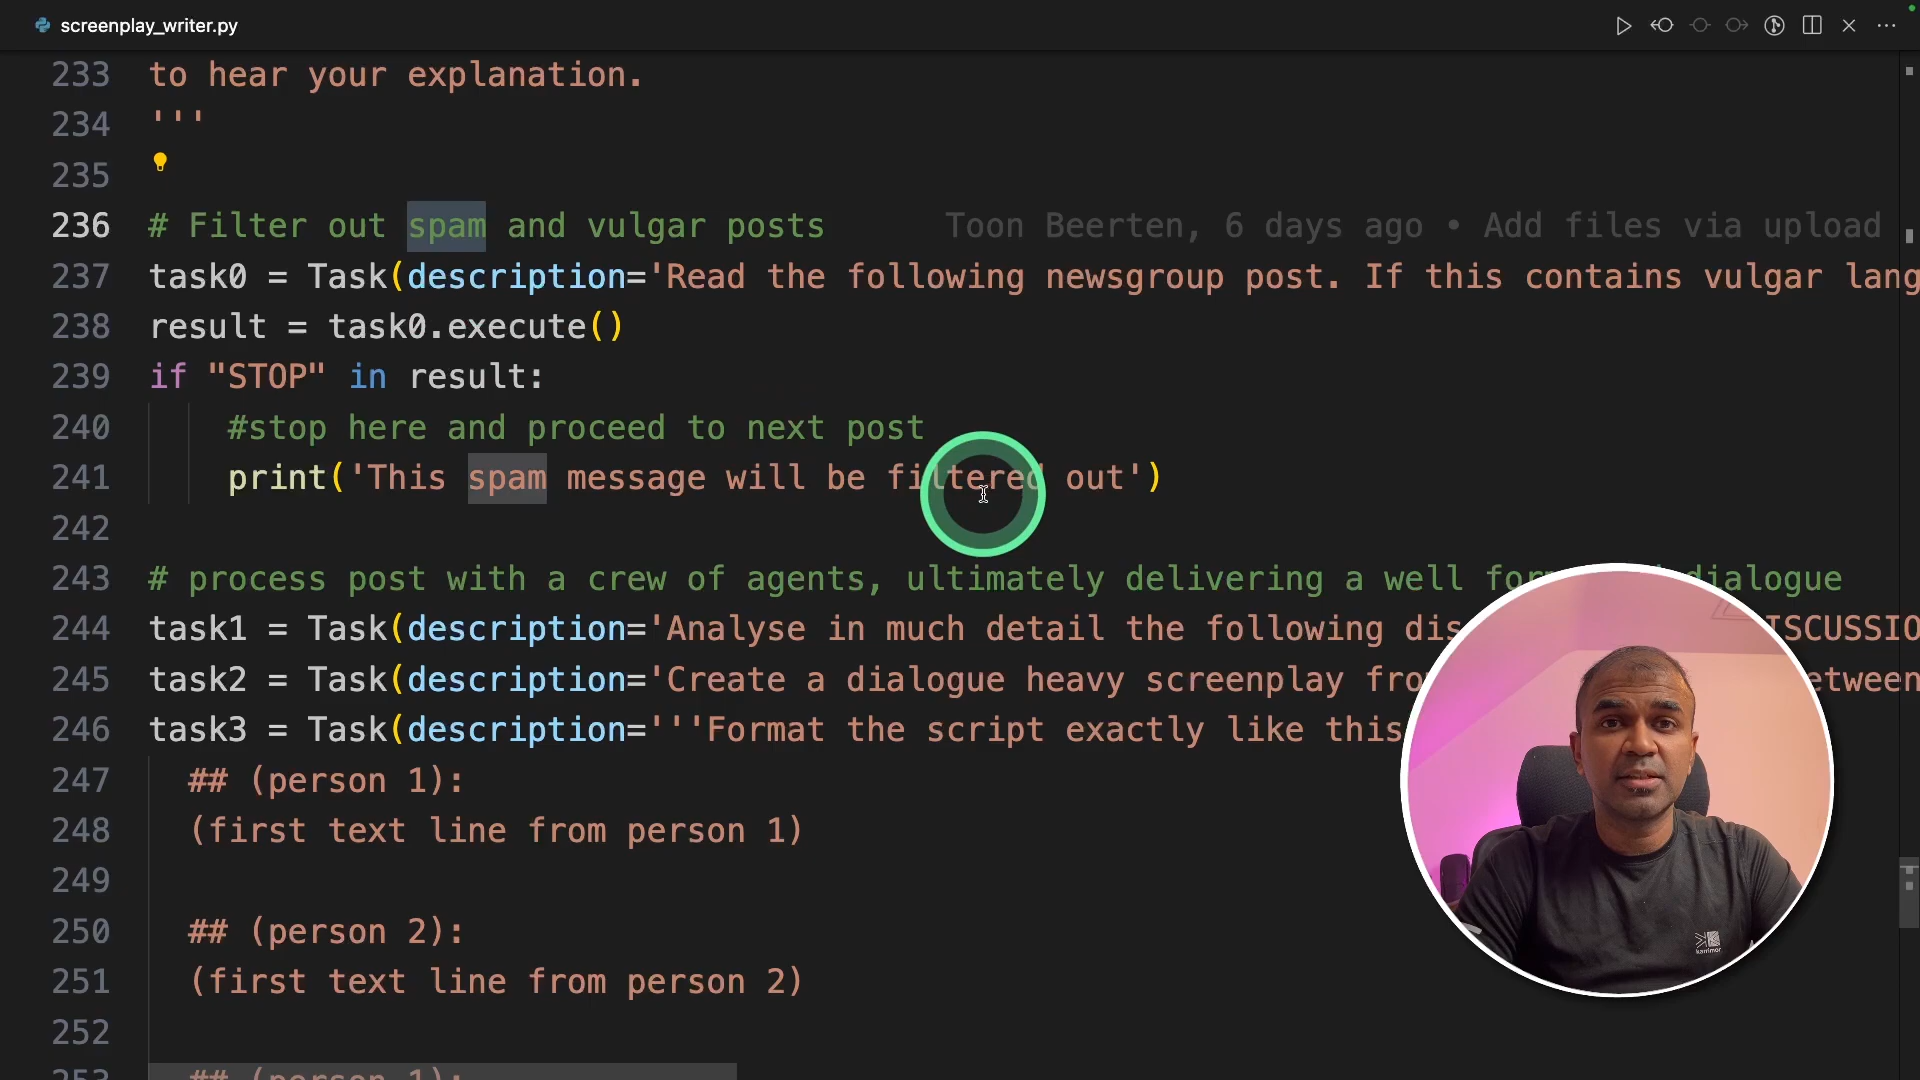 screenplay_writer.py
233 to hear your explanation.
234 '''
235
236 # Filter out spam and vulgar posts Toon Beerten, 6 days ago • Add files via upload
237 task0 = Task(description='Read the following newsgroup post. If this contains vulgar lang
238 result = task0.execute()
239 if "STOP" in result:
240 #stop here and proceed to next post
241 print('This spam message will be filtered out')
242
243 # process post with a crew of agents, ultimately delivering a well dialogue
244 task1 = Task(description='Analyse in much detail the following dis ISCUSSIO
245 task2 = Task(description='Create a dialogue heavy screenplay fro etween
246 task3 = Task(description='''Format the script exactly like this
247 ## (person 1):
248 (first text line from person 1)
249
250 ## (person 2):
251 (first text line from person 2)
252
253 ## (person 1):
karrimor